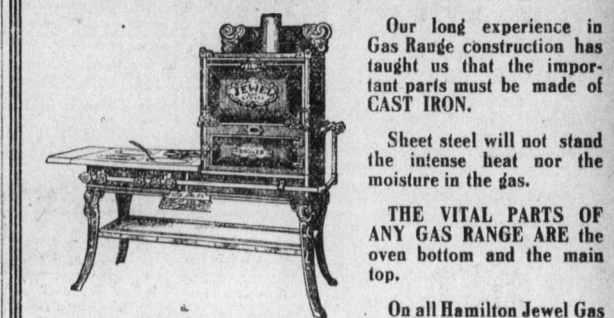 JEWEL
Our long experience in
Gas Range construction has
taught us that the impor-
tant parts must be made of
CAST IRON.
Sheet steel will not stand
the intense heat nor the
moisture in the gas.
THE VITAL PARTS OF
ANY GAS RANGE ARE the
oven bottom and the main
top.
On all Hamilton Jewel Gas